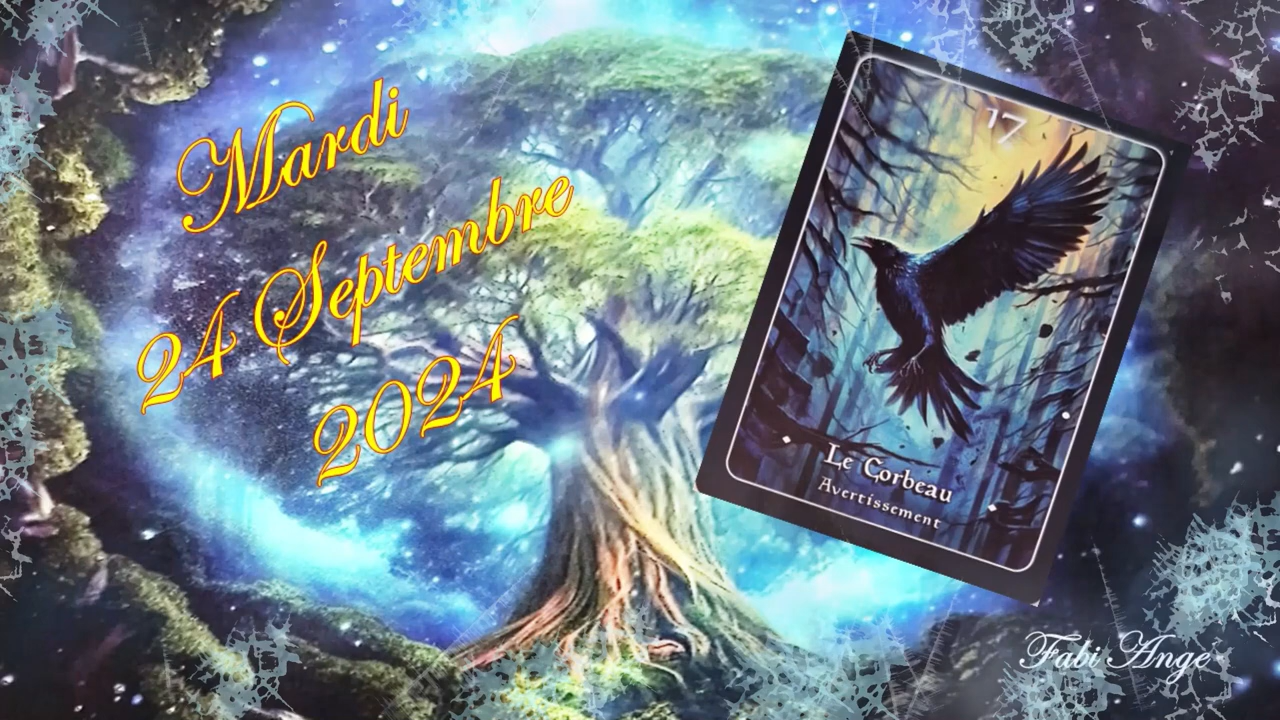 Mardi
24 Septembre
2024
17
Le Corbeau
Avertissement
Fabi Ange